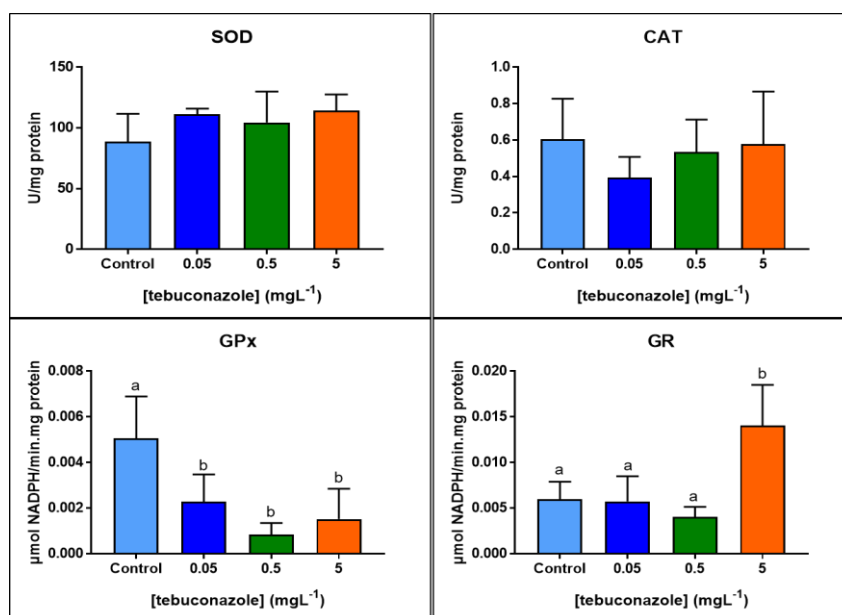 SOD
150
100
50
0
U/mg protein
Control 0.05 0.5 5
[tebuconazole] (mgL⁻¹)
CAT
1.0
0.8
0.6
0.4
0.2
0.0
U/mg protein
Control 0.05 0.5 5
[tebuconazole] (mgL⁻¹)
GPx
0.008
0.006
0.004
0.002
0.000
µmol NADPH/min.mg protein
a b b b
Control 0.05 0.5 5
[tebuconazole] (mgL⁻¹)
GR
0.020
0.015
0.010
0.005
0.000
µmol NADPH/min.mg protein
a a a b
Control 0.05 0.5 5
[tebuconazole] (mgL⁻¹)